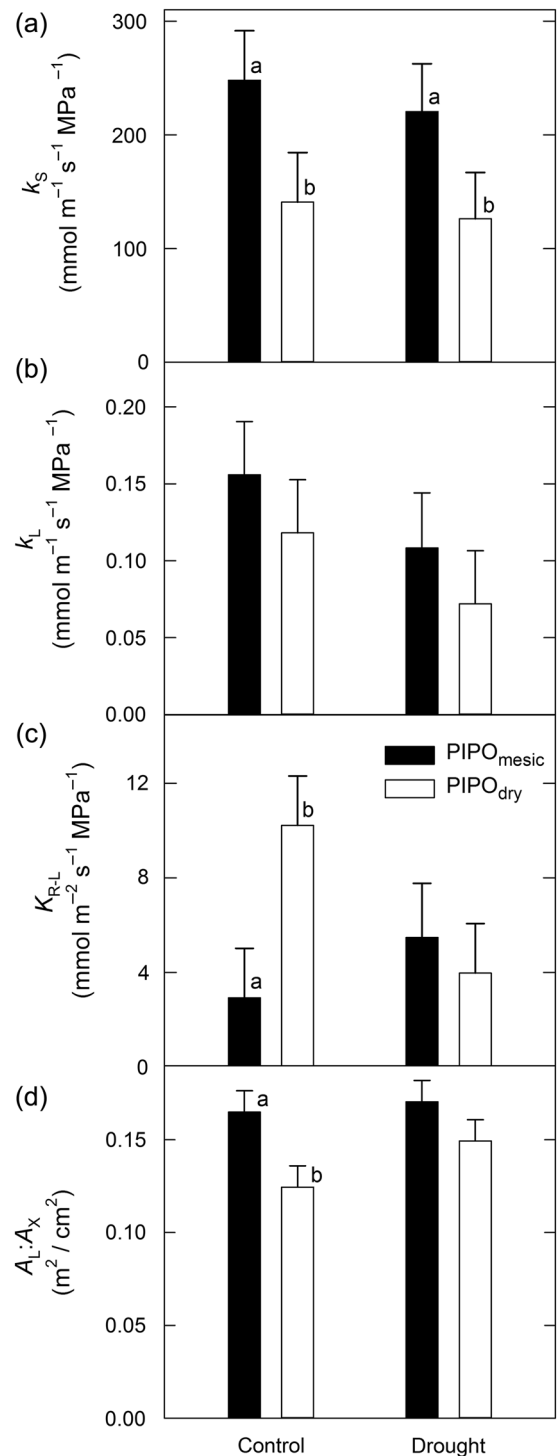 (a)
300
200
100
0
kS
(mmol m⁻¹ s⁻¹ MPa⁻¹)
a
b
a
b
(b)
0.20
0.15
0.10
0.05
0.00
kL
(mmol m⁻¹ s⁻¹ MPa⁻¹)
(c)
12
8
4
0
KR-L
(mmol m⁻² s⁻¹ MPa⁻¹)
PIPOmesic
PIPOdry
a
b
(d)
0.15
0.10
0.05
0.00
AL:AX
(m² / cm²)
a
b
Control Drought